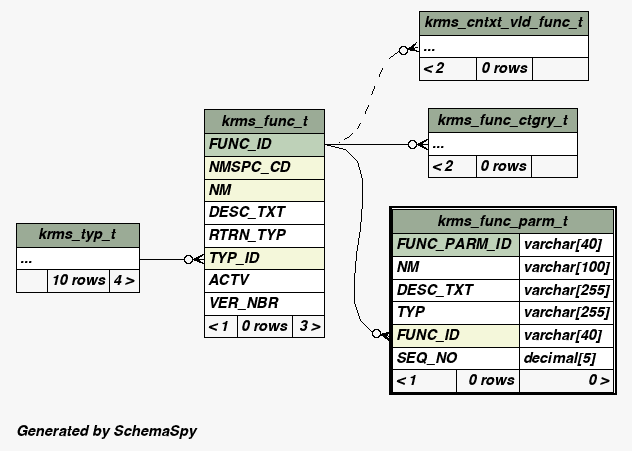 krms_cntxt_vld_func_t
...
< 2 0 rows
krms_func_t
FUNC_ID
NMSPC_CD
NM
DESC_TXT
RTRN_TYP
TYP_ID
ACTV
VER_NBR
< 1 0 rows 3 >
krms_func_ctgry_t
...
< 2 0 rows
krms_typ_t
...
10 rows 4 >
krms_func_parm_t
FUNC_PARM_ID varchar[40]
NM varchar[100]
DESC_TXT varchar[255]
TYP varchar[255]
FUNC_ID varchar[40]
SEQ_NO decimal[5]
< 1 0 rows 0 >
Generated by SchemaSpy